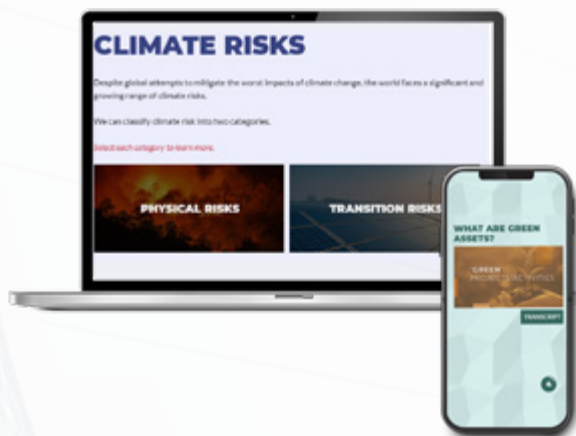 CLIMATE RISKS
Despite global attempts to mitigate the worst impacts of climate change, the world faces a significant and
growing range of climate risks.
We can classify climate risk into two categories.
Select each category to learn more.
PHYSICAL RISKS
TRANSITION RISKS
WHAT ARE GREEN
ASSETS?
'GREEN'
PROJECTS/ACTIVITIES
TRANSCRIPT